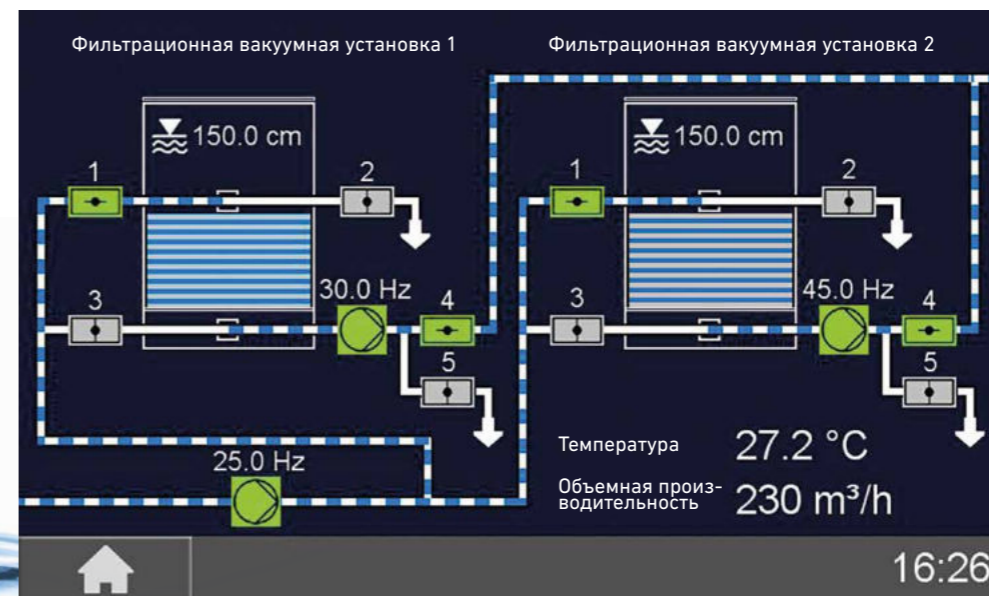 Фильтрационная вакуумная установка 1
Фильтрационная вакуумная установка 2
150.0 cm
150.0 cm
1
2
1
2
30.0 Hz
45.0 Hz
3
4
3
4
5
5
25.0 Hz
Температура
27.2 °C
Объемная произ-
водительность
230 m³/h
16:26